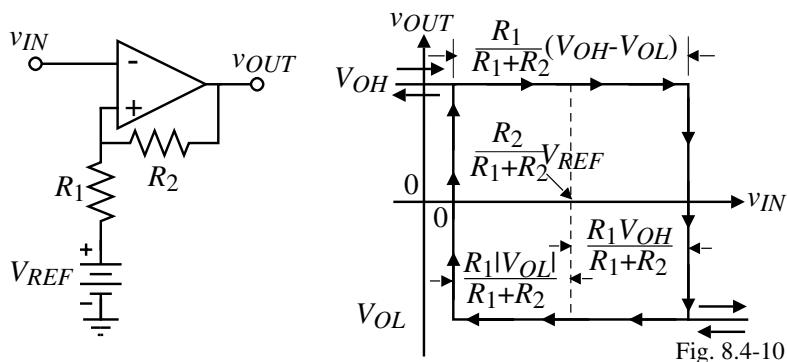 v_IN
-
+
v_OUT
R_2
R_1
+
V_REF
-
v_OUT
R_1/(R_1+R_2)(V_OH-V_OL)
V_OH
R_2/(R_1+R_2)V_REF
0
0
v_IN
R_1V_OH/(R_1+R_2)
R_1|V_OL|/(R_1+R_2)
V_OL
Fig. 8.4-10